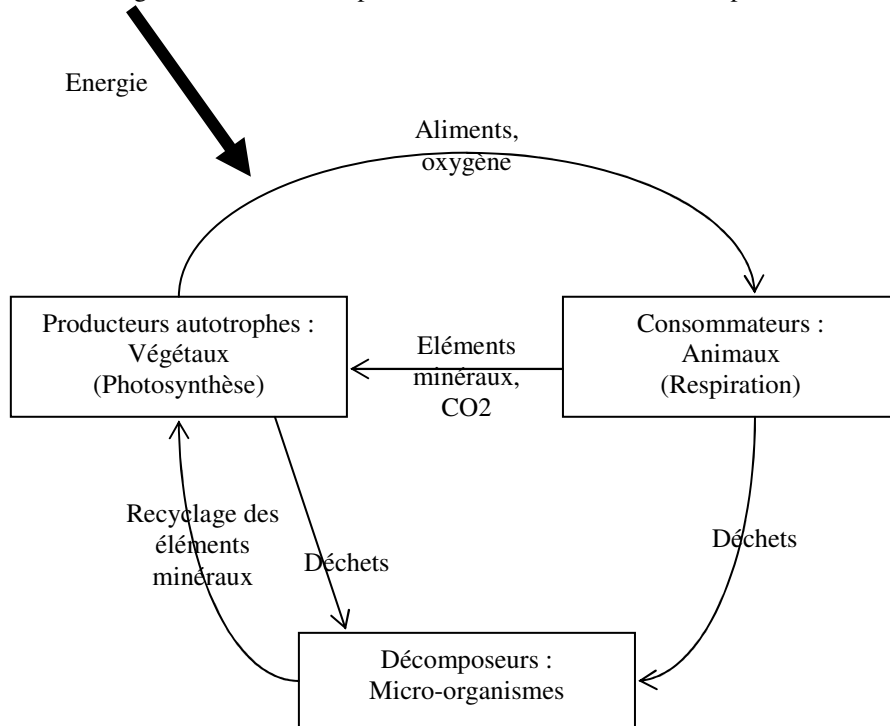 Energie
Aliments,
oxygène
Producteurs autotrophes :
Végétaux
(Photosynthèse)
Eléments
minéraux,
CO2
Consommateurs :
Animaux
(Respiration)
Recyclage des
éléments
minéraux
Déchets
Déchets
Décomposeurs :
Micro-organismes